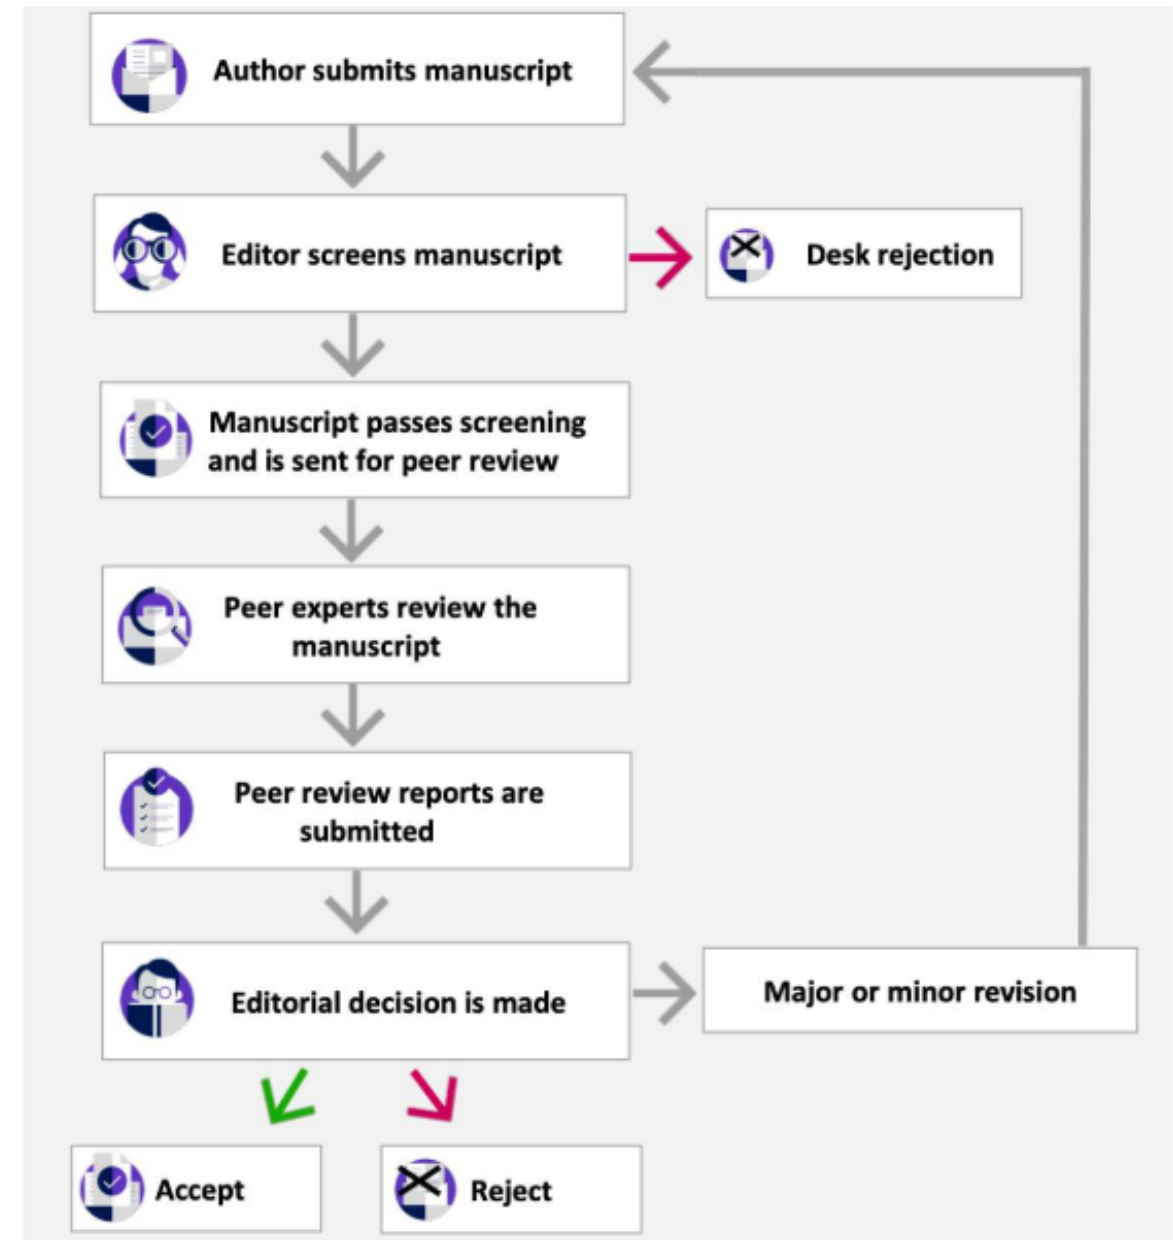 Author submits manuscript
Editor screens manuscript
Desk rejection
Manuscript passes screening
and is sent for peer review
Peer experts review the
manuscript
Peer review reports are
submitted
Editorial decision is made
Major or minor revision
Accept
Reject